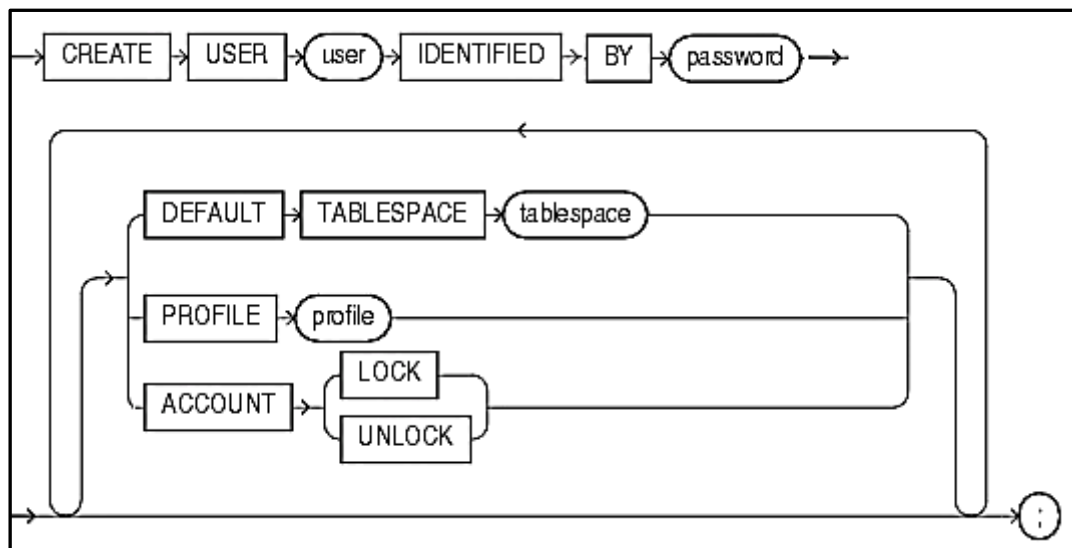 CREATE USER user IDENTIFIED BY password
DEFAULT TABLESPACE tablespace
PROFILE profile
LOCK
ACCOUNT
UNLOCK
;